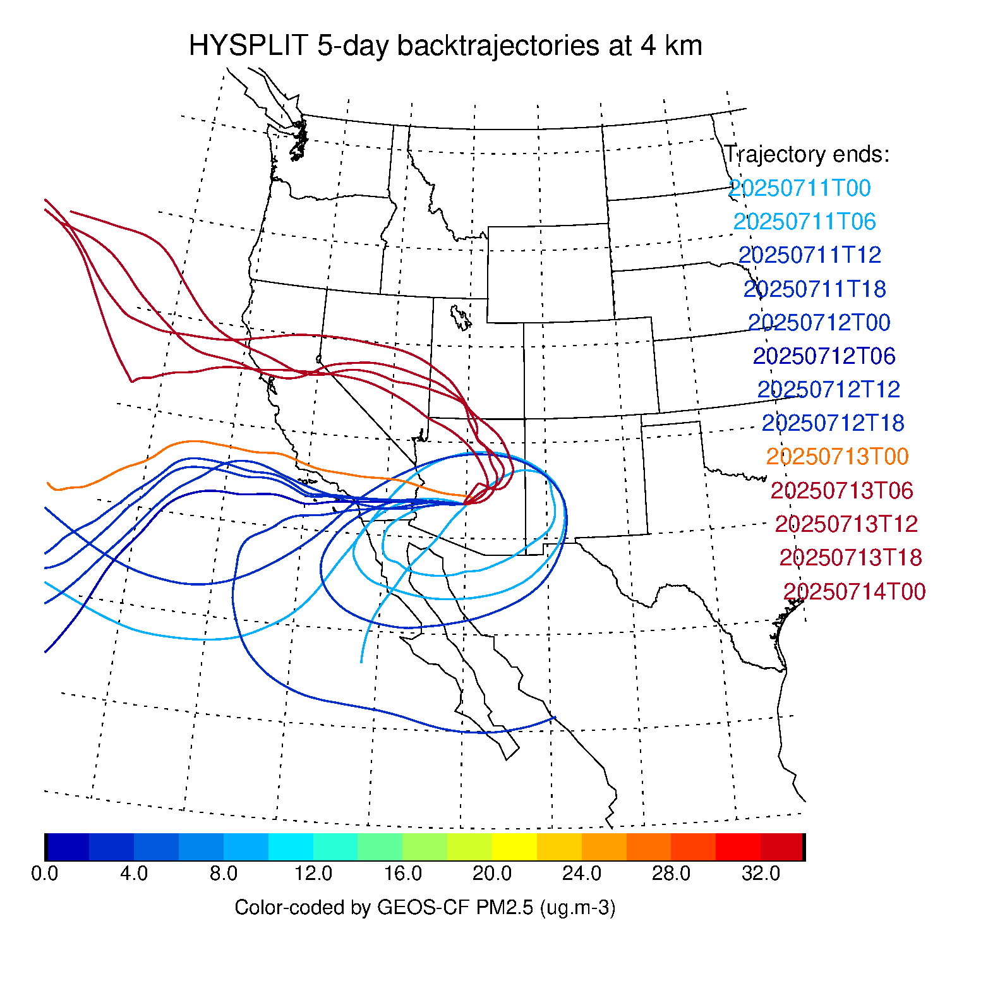 HYSPLIT 5-day backtrajectories at 4 km
Trajectory ends:
20250711T00
20250711T06
20250711T12
20250711T18
20250712T00
20250712T06
20250712T12
20250712T18
20250713T00
20250713T06
20250713T12
20250713T18
20250714T00
0.0 4.0 8.0 12.0 16.0 20.0 24.0 28.0 32.0
Color-coded by GEOS-CF PM2.5 (ug.m-3)